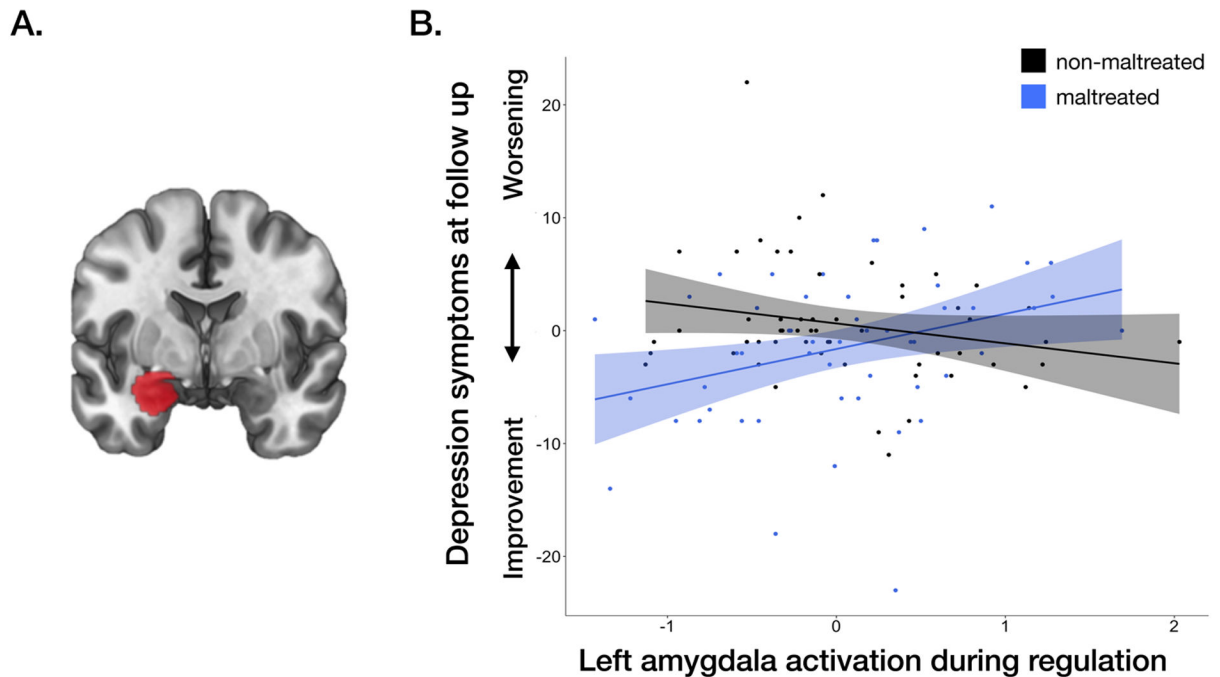 A.
B.
non-maltreated
maltreated
Depression symptoms at follow up
Worsening
Improvement
20
10
0
-10
-20
-1
0
1
2
Left amygdala activation during regulation